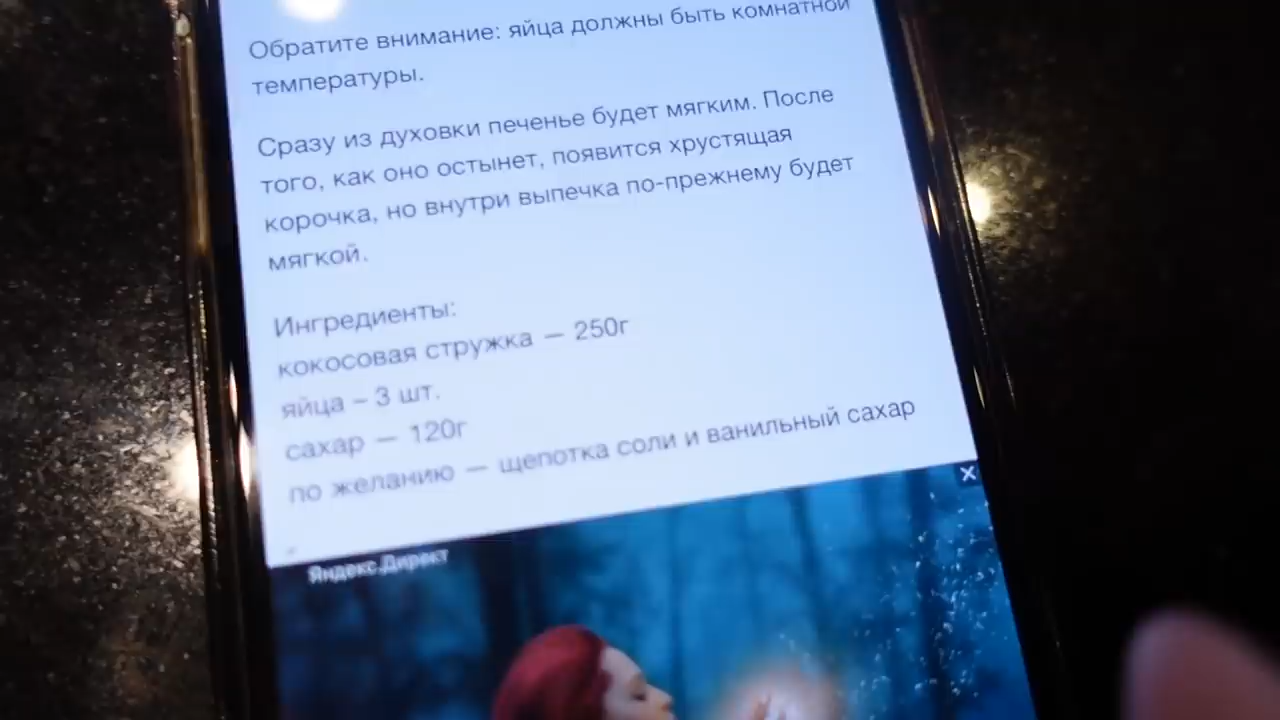 Обратите внимание: яйца должны быть комнатной
температуры.
Сразу из духовки печенье будет мягким. После
того, как оно остынет, появится хрустящая
корочка, но внутри выпечка по-прежнему будет
мягкой.
Ингредиенты:
кокосовая стружка — 250г
яйца – 3 шт.
сахар — 120г
по желанию — щепотка соли и ванильный сахар
Яндекс.Директ